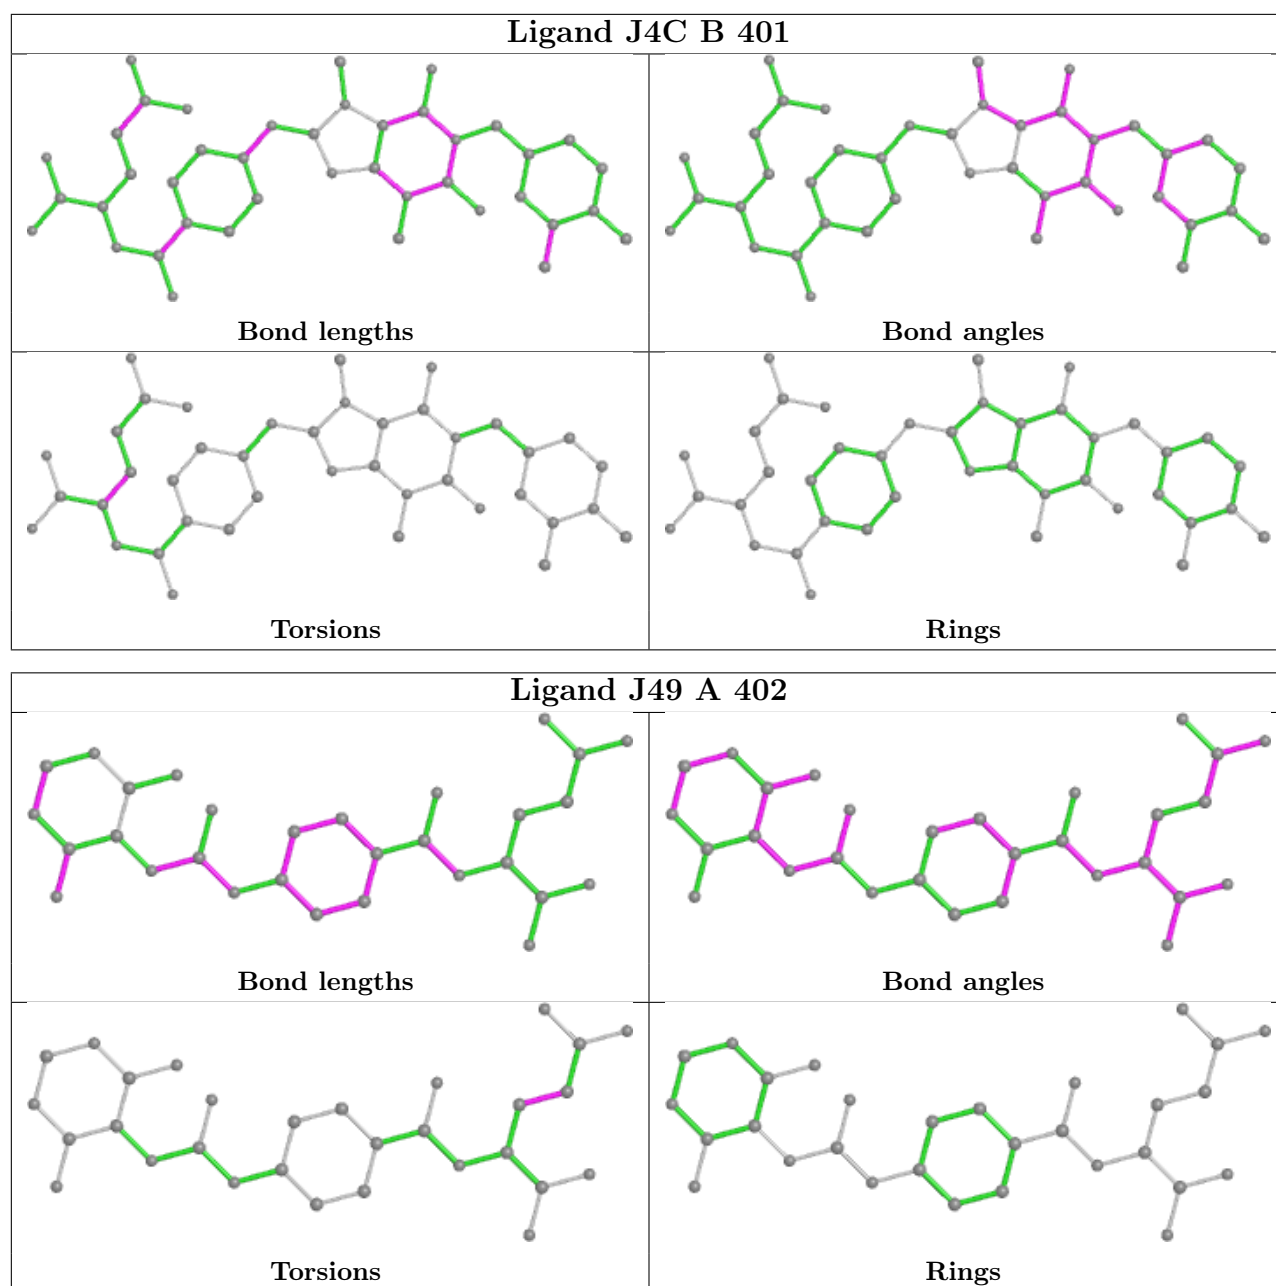 Ligand J4C B 401
Bond lengths
Bond angles
Torsions
Rings
Ligand J49 A 402
Bond lengths
Bond angles
Torsions
Rings